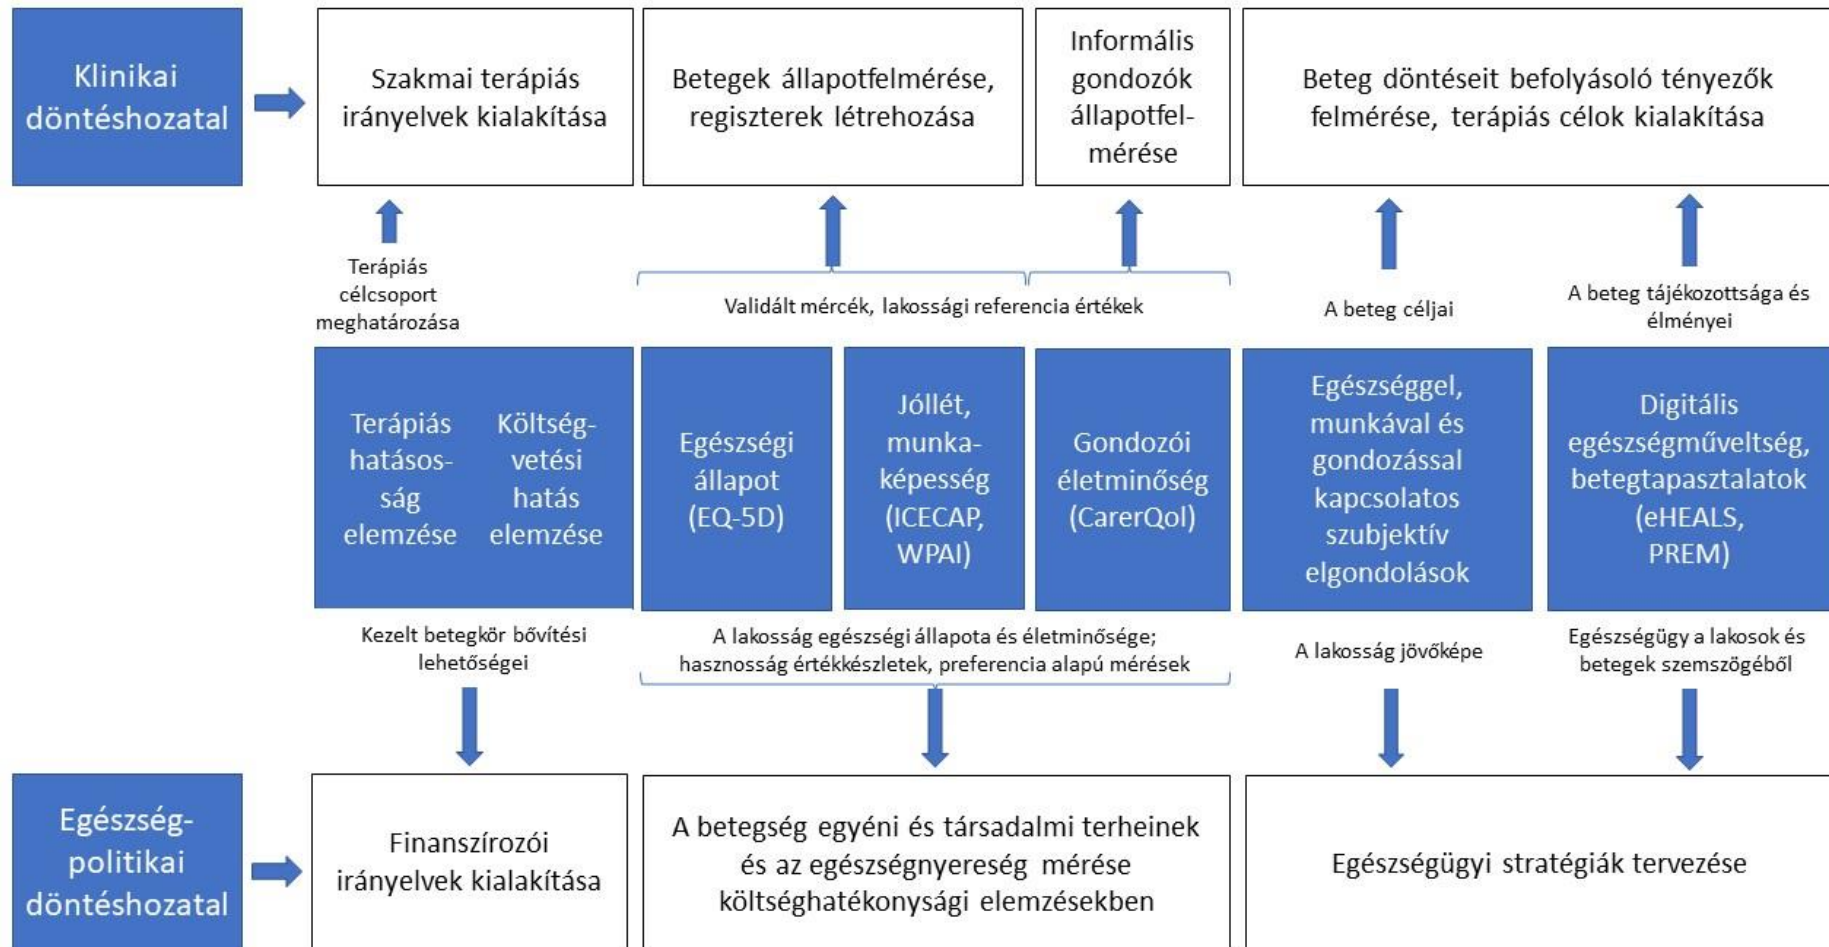 Klinikai
döntéshozatal
Szakmai terápiás
irányelvek kialakítása
Betegek állapotfelmérése,
regiszterek létrehozása
Informális
gondozók
állapotfel-
mérése
Beteg döntéseit befolyásoló tényezők
felmérése, terápiás célok kialakítása
Terápiás
célcsoport
meghatározása
Validált mércék, lakossági referencia értékek
A beteg céljai
A beteg tájékozottsága és
élményei
Terápiás
hatásos-
ság
elemzése
Költség-
vetési
hatás
elemzése
Egészségi
állapot
(EQ-5D)
Jóllét,
munka-
képesség
(ICECAP,
WPAI)
Gondozói
életminőség
(CarerQol)
Egészséggel,
munkával és
gondozással
kapcsolatos
szubjektív
elgondolások
Digitális
egészségműveltség,
betegtapasztalatok
(eHEALS,
PREM)
Kezelt betegkör bővítési
lehetőségei
A lakosság egészségi állapota és életminősége;
hasznosság értékkészletek, preferencia alapú mérések
A lakosság jövőképe
Egészségügy a lakosok és
betegek szemszögéből
Egészség-
politikai
döntéshozatal
Finanszírozói
irányelvek kialakítása
A betegség egyéni és társadalmi terheinek
és az egészségnyereség mérése
költséghatékonysági elemzésekben
Egészségügyi stratégiák tervezése